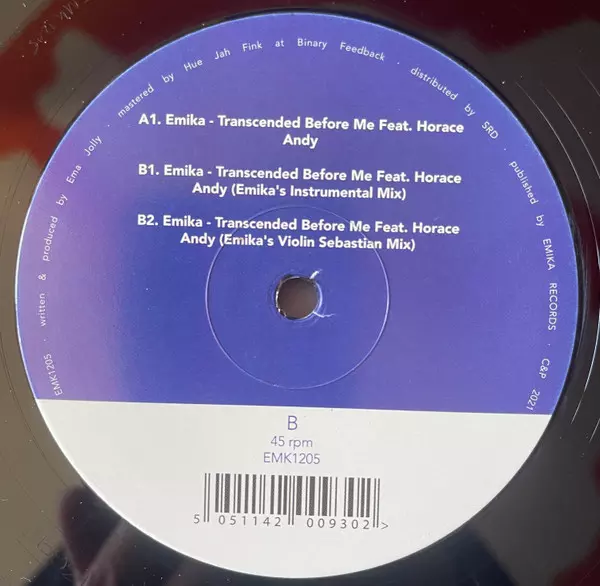 EMK1205 · written & produced by Ema Jolly · mastered by Hue Jah Fink at Binary Feedback · distributed by SRD · published by EMIKA RECORDS · C&P 2021
A1. Emika - Transcended Before Me Feat. Horace
Andy
B1. Emika - Transcended Before Me Feat. Horace
Andy (Emika's Instrumental Mix)
B2. Emika - Transcended Before Me Feat. Horace
Andy (Emika's Violin Sebastian Mix)
B
45 rpm
EMK1205
5 051142 009302 >